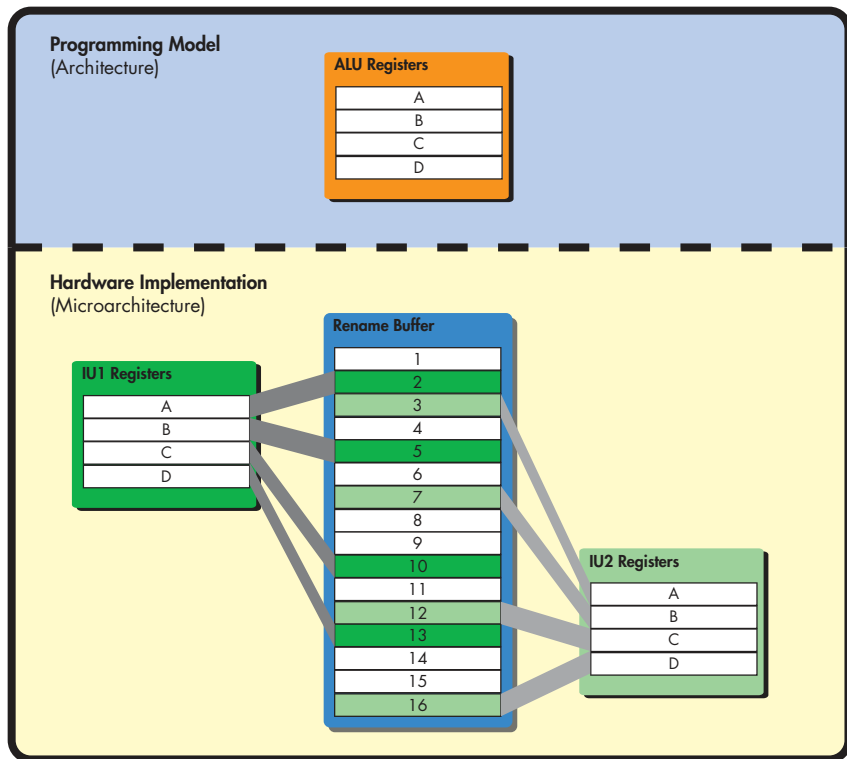 Programming Model
(Architecture)
ALU Registers
A
B
C
D
Hardware Implementation
(Microarchitecture)
Rename Buffer
1
2
3
4
5
6
7
8
9
10
11
12
13
14
15
16
IU1 Registers
A
B
C
D
IU2 Registers
A
B
C
D